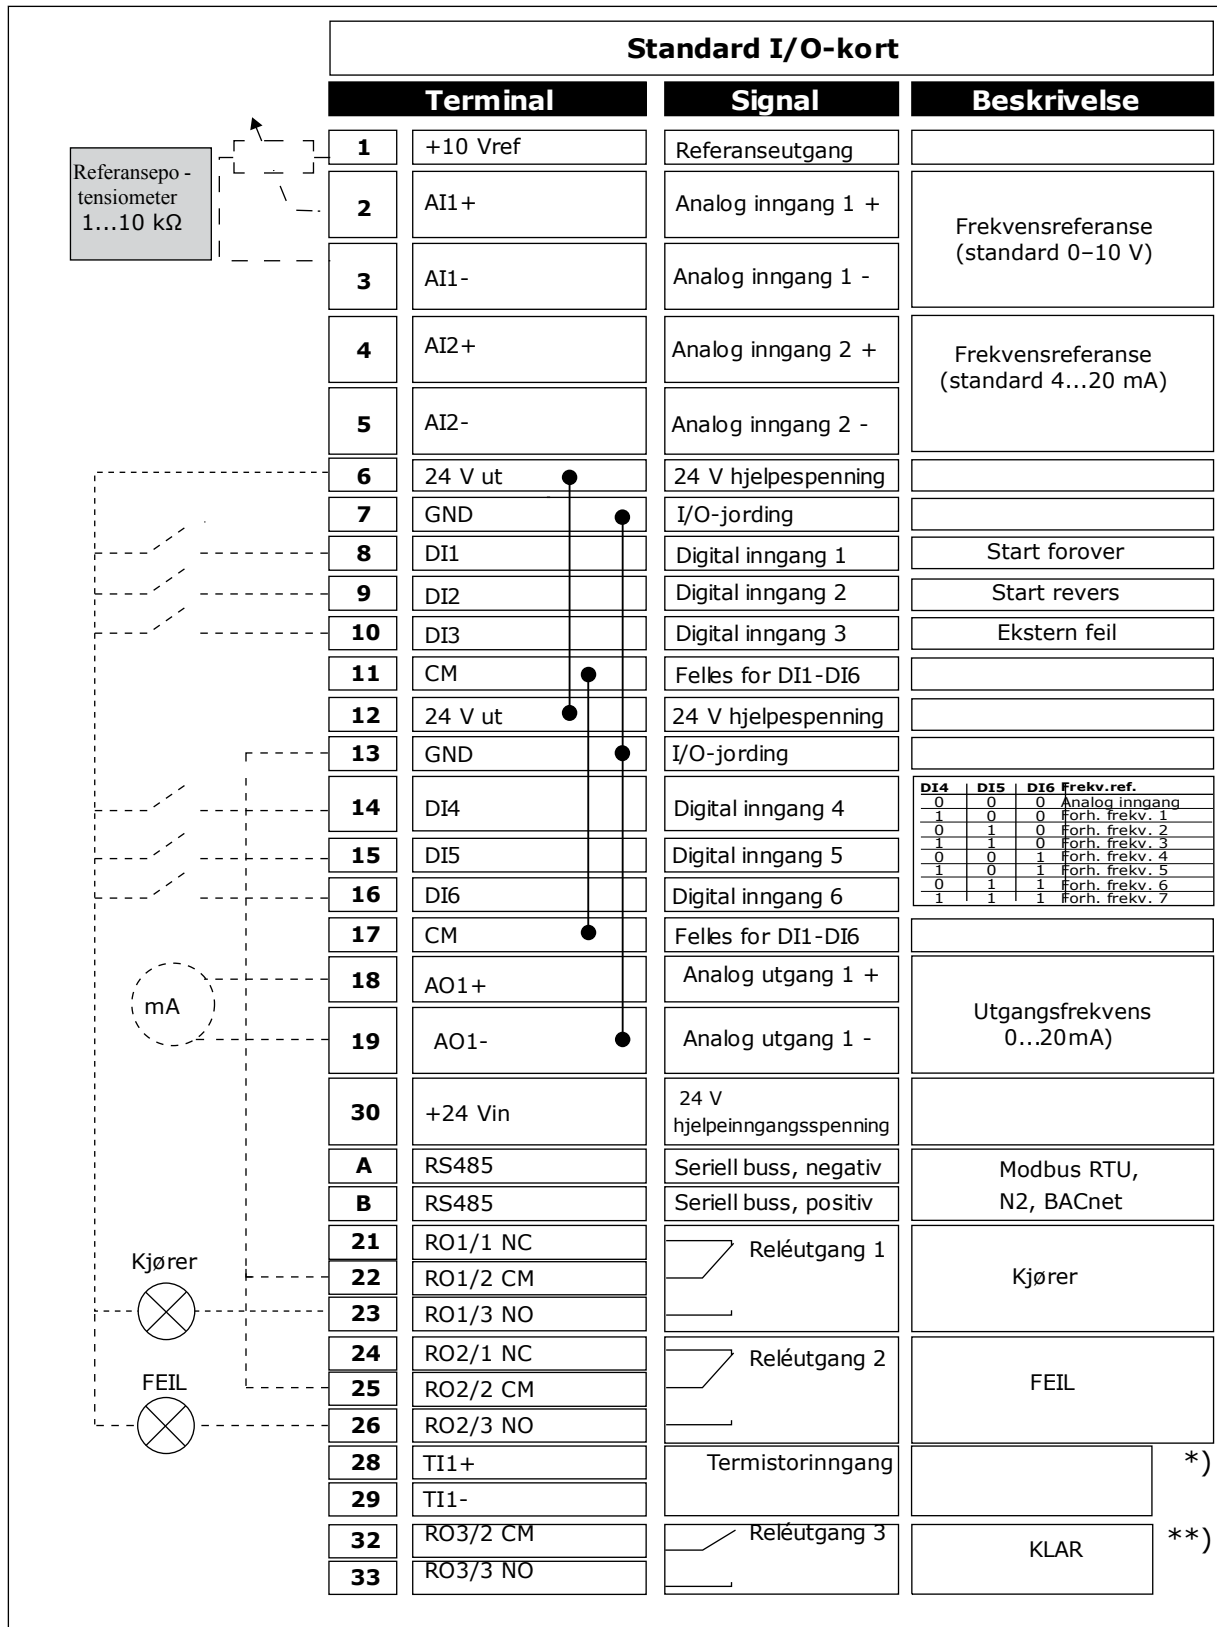 Standard I/O-kort
Terminal Signal Beskrivelse
Referansepo -
tensiometer
1...10 kΩ
1 +10 Vref Referanseutgang
2 AI1+ Analog inngang 1 +
Frekvensreferanse
(standard 0–10 V)
3 AI1- Analog inngang 1 -
4 AI2+ Analog inngang 2 +
Frekvensreferanse
(standard 4...20 mA)
5 AI2- Analog inngang 2 -
6 24 V ut 24 V hjelpespenning
7 GND I/O-jording
8 DI1 Digital inngang 1 Start forover
9 DI2 Digital inngang 2 Start revers
10 DI3 Digital inngang 3 Ekstern feil
11 CM Felles for DI1-DI6
12 24 V ut 24 V hjelpespenning
13 GND I/O-jording
14 DI4 Digital inngang 4
DI4 DI5 DI6 Frekv.ref.
0 0 0 Analog inngang
1 0 0 Forh. frekv. 1
0 1 0 Forh. frekv. 2
1 1 0 Forh. frekv. 3
0 0 1 Forh. frekv. 4
1 0 1 Forh. frekv. 5
0 1 1 Forh. frekv. 6
1 1 1 Forh. frekv. 7
15 DI5 Digital inngang 5
16 DI6 Digital inngang 6
17 CM Felles for DI1-DI6
mA
18 AO1+ Analog utgang 1 +
Utgangsfrekvens
0...20mA)
19 AO1- Analog utgang 1 -
30 +24 Vin 24 V
hjelpeinngangsspenning
A RS485 Seriell buss, negativ
Modbus RTU,
N2, BACnet
B RS485 Seriell buss, positiv
21 RO1/1 NC Reléutgang 1
Kjører
22 RO1/2 CM Kjører
23 RO1/3 NO
24 RO2/1 NC Reléutgang 2
FEIL
25 RO2/2 CM FEIL
26 RO2/3 NO
28 TI1+ Termistorinngang *)
29 TI1-
32 RO3/2 CM Reléutgang 3 KLAR **)
33 RO3/3 NO